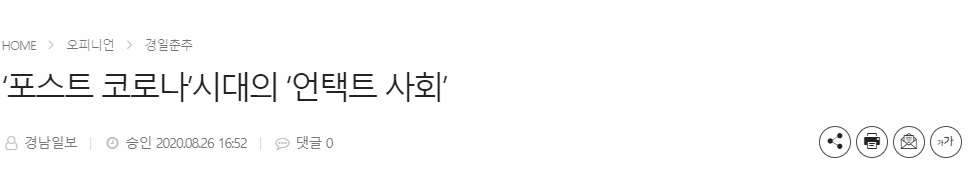 HOME > 오피니언 > 경일춘추
‘포스트 코로나’시대의 ‘언택트 사회’
경남일보 | 승인 2020.08.26 16:52 | 댓글 0
가가